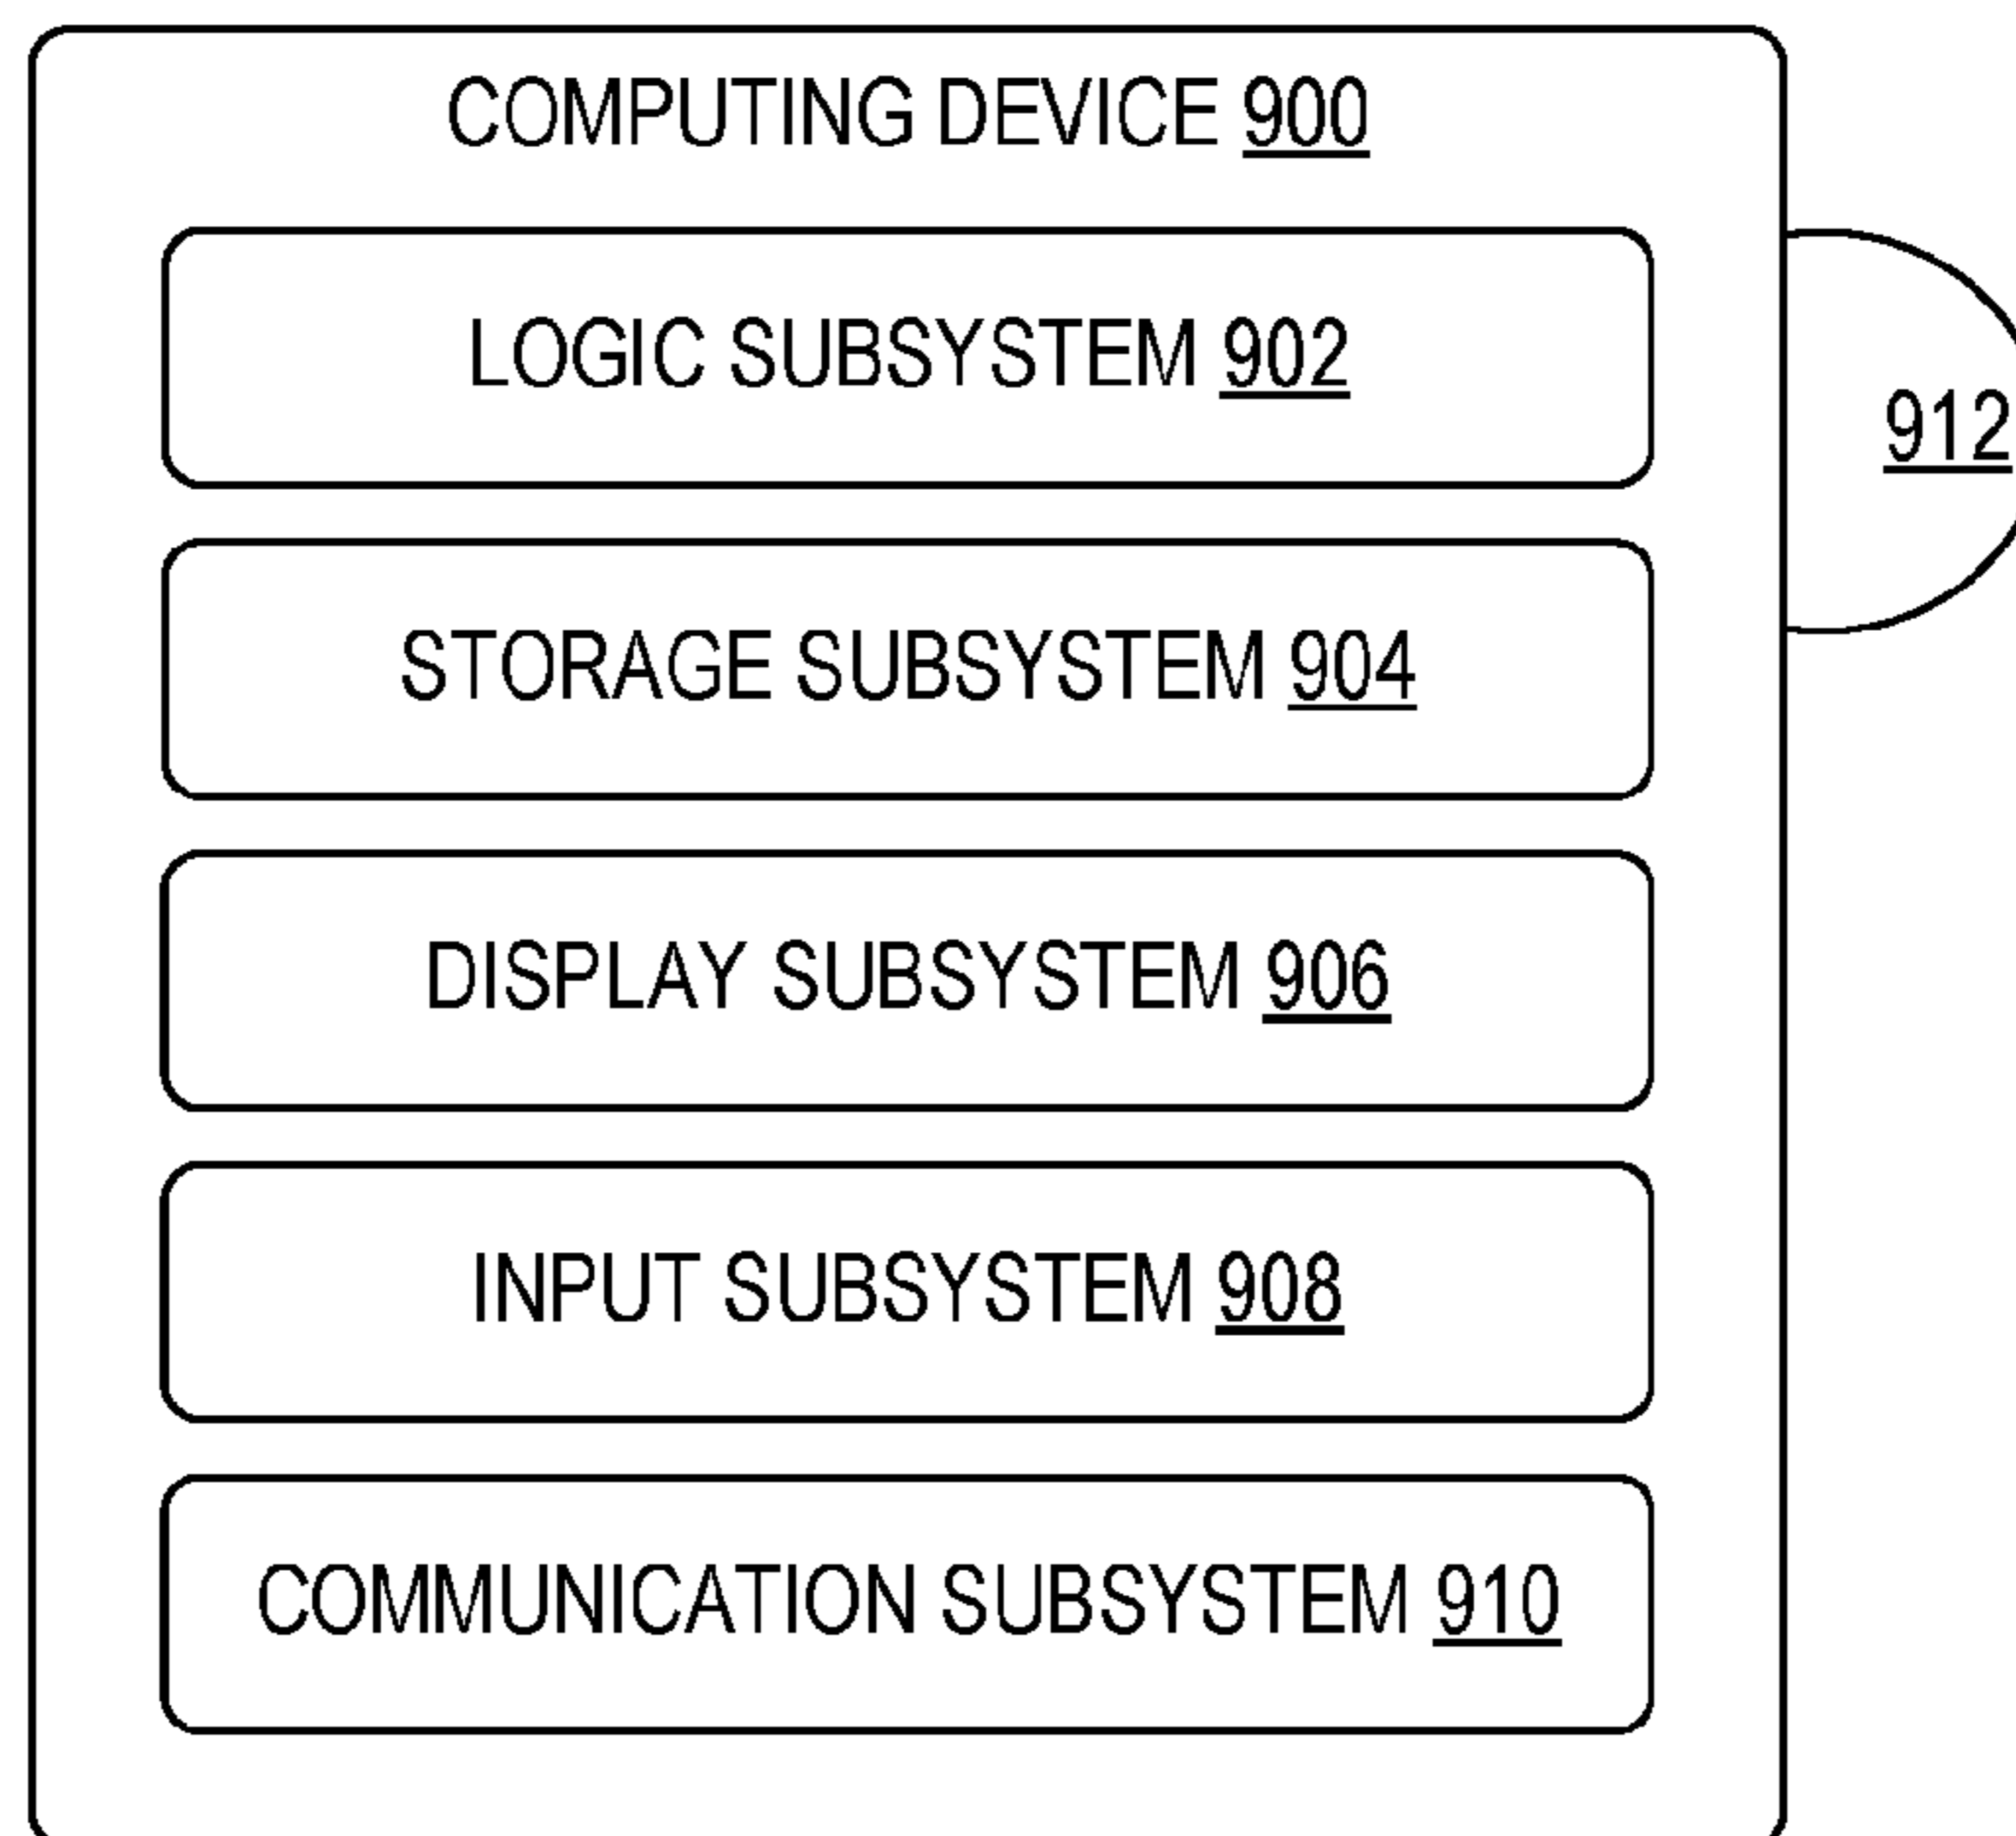 COMPUTING DEVICE 900
LOGIC SUBSYSTEM 902
912
STORAGE SUBSYSTEM 904
DISPLAY SUBSYSTEM 906
INPUT SUBSYSTEM 908
COMMUNICATION SUBSYSTEM 910